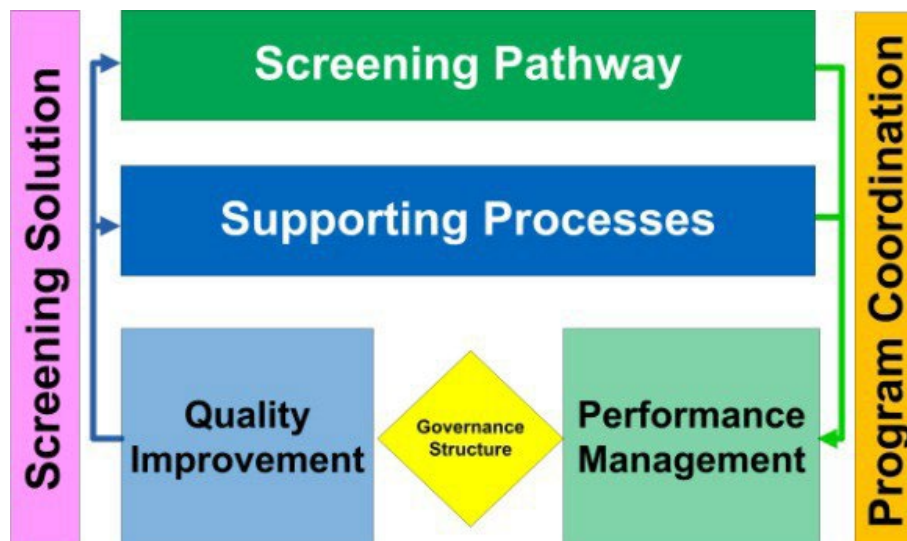 Screening Solution
Screening Pathway
Supporting Processes
Quality
Improvement
Governance
Structure
Performance
Management
Program Coordination